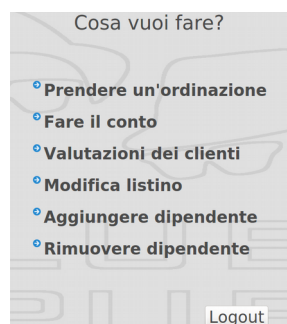 Cosa vuoi fare?
Prendere un'ordinazione
Fare il conto
Valutazioni dei clienti
Modifica listino
Aggiungere dipendente
Rimuovere dipendente
Logout